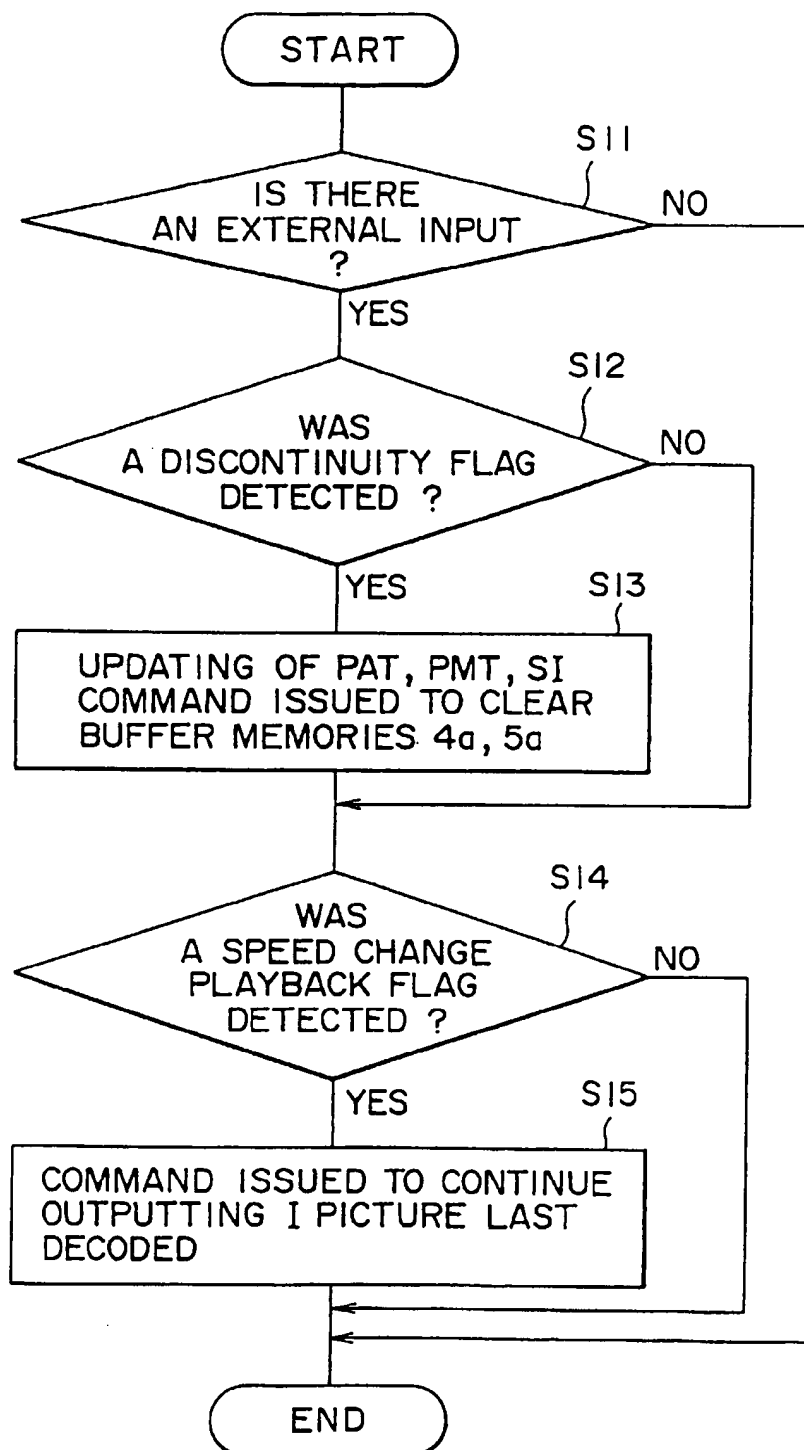 START
S11
IS THERE
AN EXTERNAL INPUT
?
NO
YES
S12
WAS
A DISCONTINUITY FLAG
DETECTED ?
NO
YES
S13
UPDATING OF PAT, PMT, SI
COMMAND ISSUED TO CLEAR
BUFFER MEMORIES 4a, 5a
S14
WAS
A SPEED CHANGE
PLAYBACK FLAG
DETECTED ?
NO
YES
S15
COMMAND ISSUED TO CONTINUE
OUTPUTTING I PICTURE LAST
DECODED
END